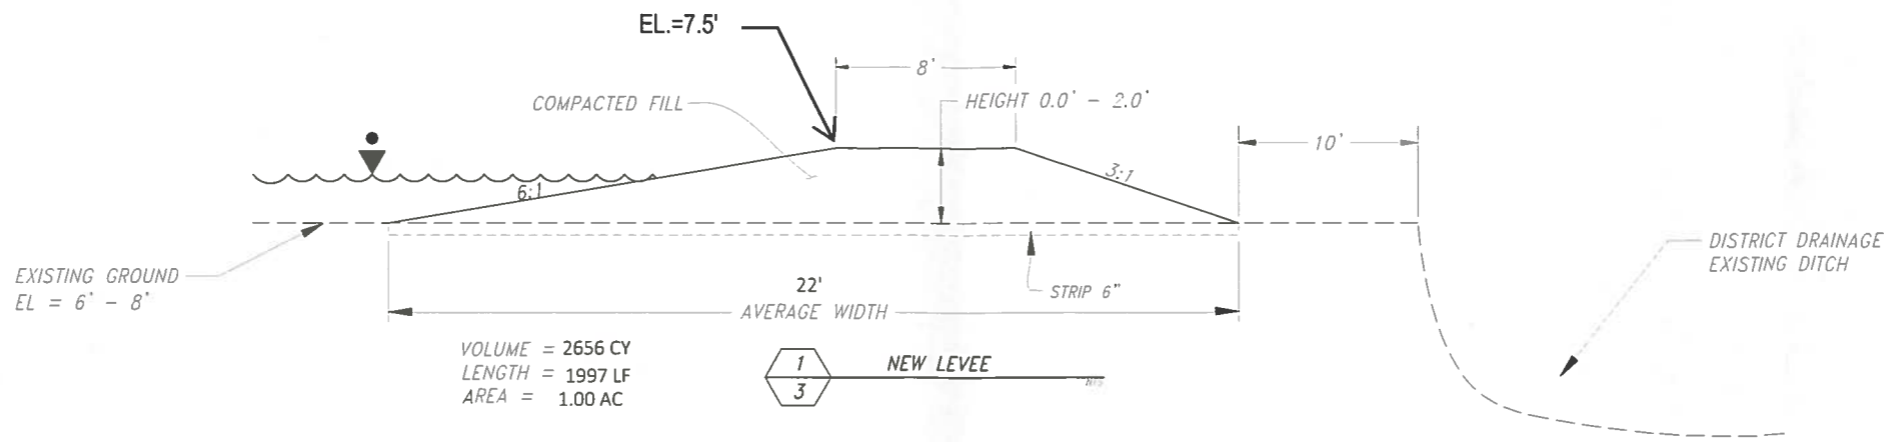 EL.=7.5'
8'
COMPACTED FILL
HEIGHT 0.0' - 2.0'
10'
6:1
3:1
EXISTING GROUND
EL = 6' - 8'
DISTRICT DRAINAGE
EXISTING DITCH
22'
AVERAGE WIDTH
STRIP 6"
VOLUME = 2656 CY
LENGTH = 1997 LF
AREA = 1.00 AC
1
3
NEW LEVEE